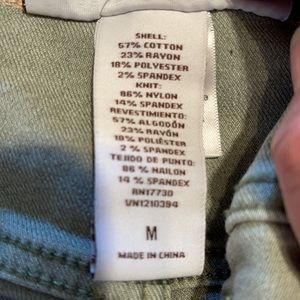 SHELL:
57% COTTON
23% RAYON
18% POLYESTER
2% SPANDEX
KNIT:
86% NYLON
14% SPANDEX
REVESTIMIENTO:
57% ALGODÓN
23% RAYÓN
18% POLIÉSTER
2 % SPANDEX
TEJIDO DE PUNTO:
86 % NAILON
14 % SPANDEX
RN17730
VN1210394
M
MADE IN CHINA